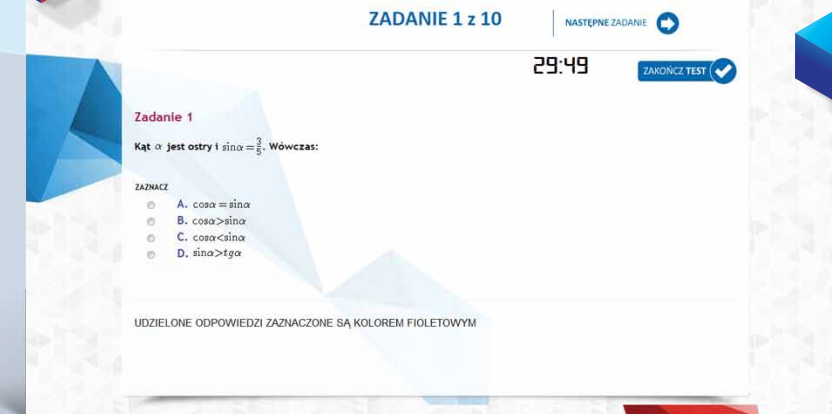 ZADANIE 1 z 10
NASTĘPNE ZADANIE
29:49
ZAKOŃCZ TEST
Zadanie 1
Kąt α jest ostry i sinα = 3/5. Wówczas:
ZAZNACZ
A. cosα = sinα
B. cosα>sinα
C. cosα<sinα
D. sinα>tgα
UDZIELONE ODPOWIEDZI ZAZNACZONE SĄ KOLOREM FIOLETOWYM